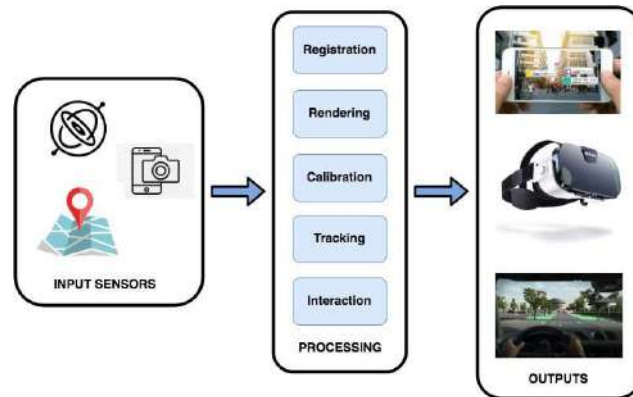 INPUT SENSORS
Registration
Rendering
Calibration
Tracking
Interaction
PROCESSING
OUTPUTS